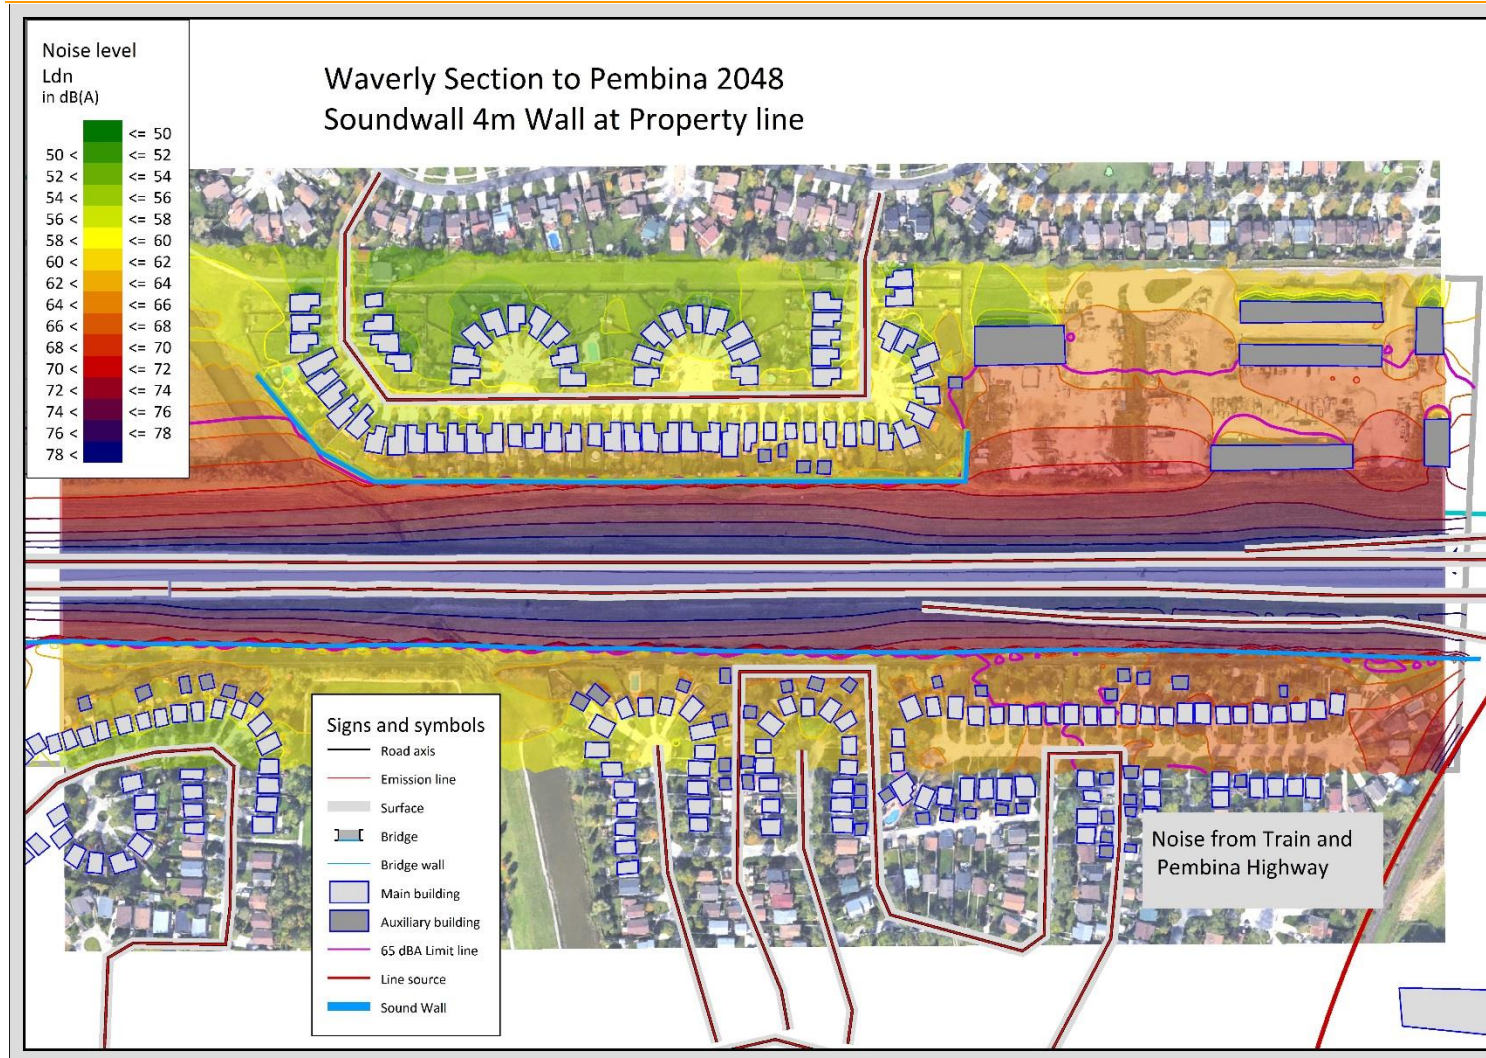 Noise level
Ldn
in dB(A)
<= 50
50 < <= 52
52 < <= 54
54 < <= 56
56 < <= 58
58 < <= 60
60 < <= 62
62 < <= 64
64 < <= 66
66 < <= 68
68 < <= 70
70 < <= 72
72 < <= 74
74 < <= 76
76 < <= 78
78 <
Waverly Section to Pembina 2048
Soundwall 4m Wall at Property line
Signs and symbols
Road axis
Emission line
Surface
Bridge
Bridge wall
Main building
Auxiliary building
65 dBA Limit line
Line source
Sound Wall
Noise from Train and
Pembina Highway